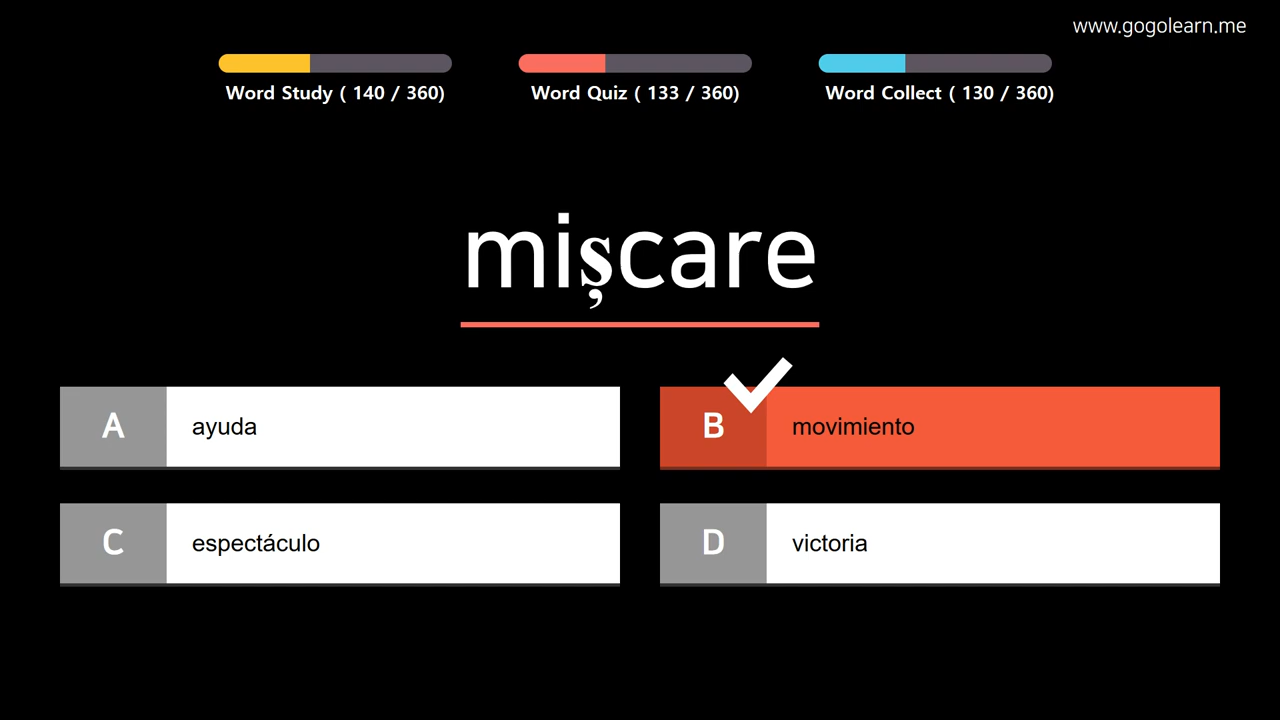 www.gogolearn.me
Word Study ( 140 / 360)
Word Quiz ( 133 / 360)
Word Collect ( 130 / 360)
mișcare
A ayuda
B movimiento
C espectáculo
D victoria